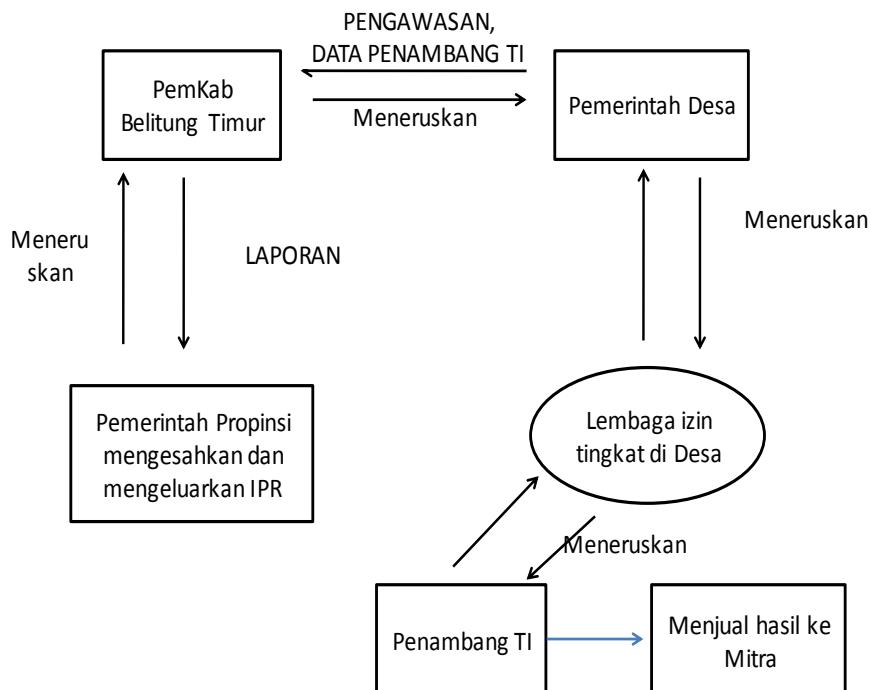 PENGAWASAN,
DATA PENAMBANG TI
PemKab
Belitung Timur
Meneruskan
Pemerintah Desa
Meneru
skan
LAPORAN
Meneruskan
Pemerintah Propinsi
mengesahkan dan
mengeluarkan IPR
Lembaga izin
tingkat di Desa
Meneruskan
Penambang TI
Menjual hasil ke
Mitra